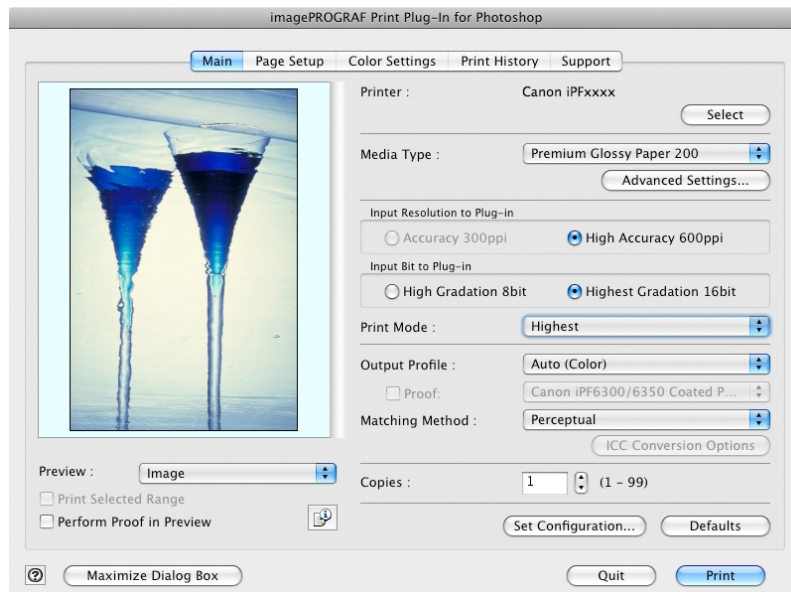 imagePROGRAF Print Plug-In for Photoshop
Main Page Setup Color Settings Print History Support
Printer : Canon iPFxxxx
Select
Media Type : Premium Glossy Paper 200
Advanced Settings...
Input Resolution to Plug-in
Accuracy 300ppi High Accuracy 600ppi
Input Bit to Plug-in
High Gradation 8bit Highest Gradation 16bit
Print Mode : Highest
Output Profile : Auto (Color)
Proof: Canon iPF6300/6350 Coated P...
Matching Method : Perceptual
ICC Conversion Options
Preview : Image
Print Selected Range
Perform Proof in Preview
Copies : 1 (1 – 99)
Set Configuration... Defaults
? Maximize Dialog Box Quit Print